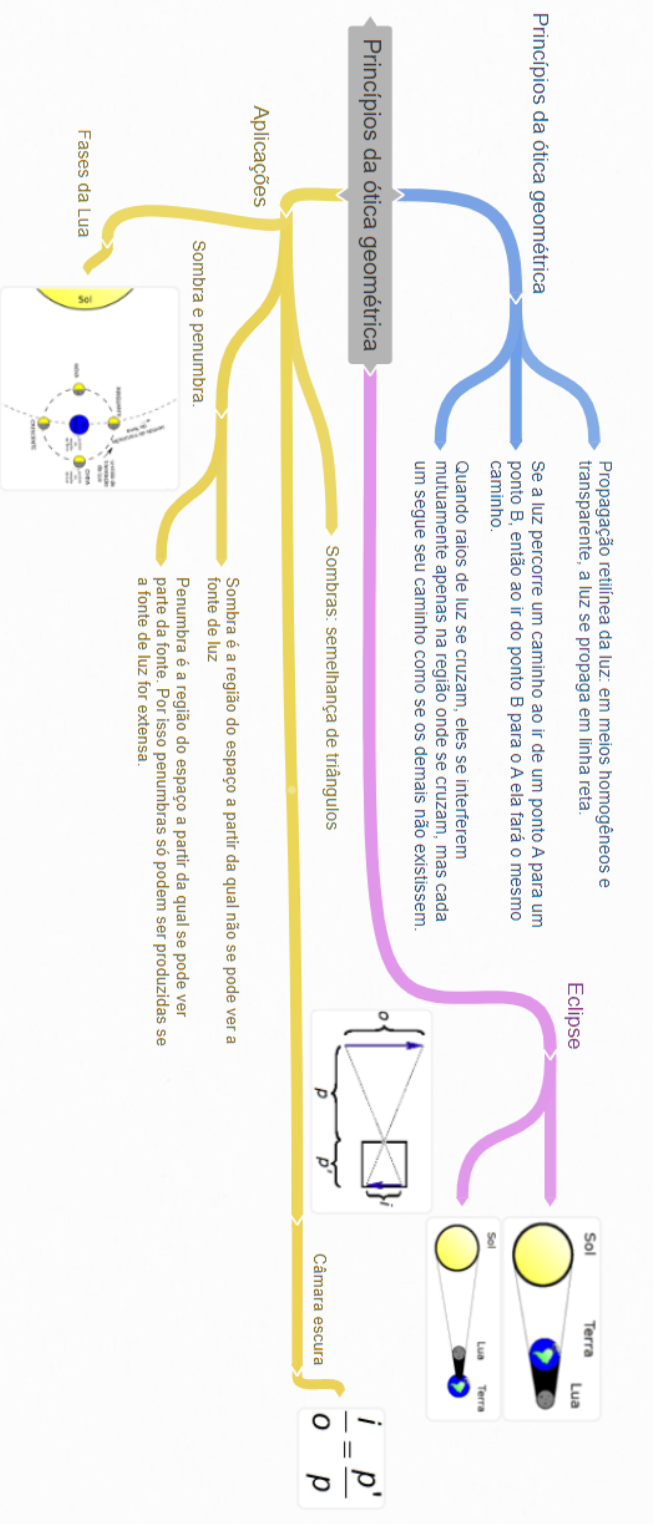 Princípios da ótica geométrica
Princípios da ótica geométrica
Propagação retilínea da luz: em meios homogêneos e
transparente, a luz se propaga em linha reta.
Se a luz percorre um caminho ao ir de um ponto A para um
ponto B, então ao ir do ponto B para o A ela fará o mesmo
caminho.
Quando raios de luz se cruzam, eles se interferem
mutuamente apenas na região onde se cruzam, mas cada
um segue seu caminho como se os demais não existissem.
Eclipse
Sol
Terra
Lua
Sol
Lua
Terra
Aplicações
Sombras: semelhança de triângulos
Câmara escura
o
p
p'
i
i = p'
o p
Sombra e penumbra.
Sombra é a região do espaço a partir da qual não se pode ver a
fonte de luz
Penumbra é a região do espaço a partir da qual se pode ver
parte da fonte. Por isso penumbras só podem ser produzidas se
a fonte de luz for extensa.
Fases da Lua
Sol
NOVA
MINGUANTE
CHEIA
CRESCENTE